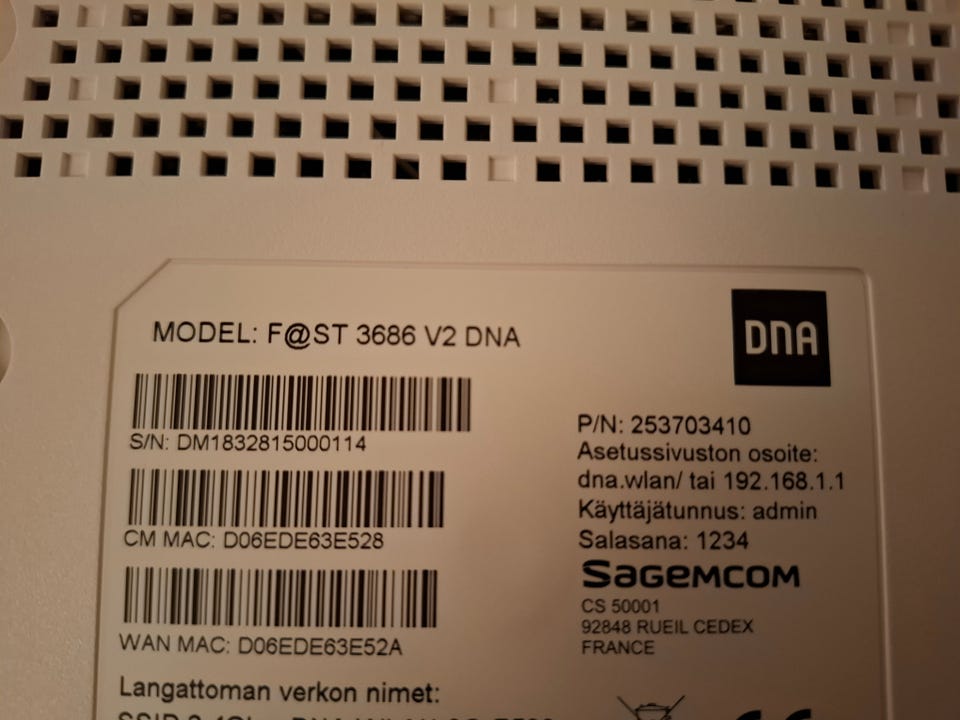 MODEL: F@ST 3686 V2 DNA
DNA
S/N: DM1832815000114
CM MAC: D06EDE63E528
WAN MAC: D06EDE63E52A
Langattoman verkon nimet:
P/N: 253703410
Asetussivuston osoite:
dna.wlan/ tai 192.168.1.1
Käyttäjätunnus: admin
Salasana: 1234
SAGEMCOM
CS 50001
92848 RUEIL CEDEX
FRANCE